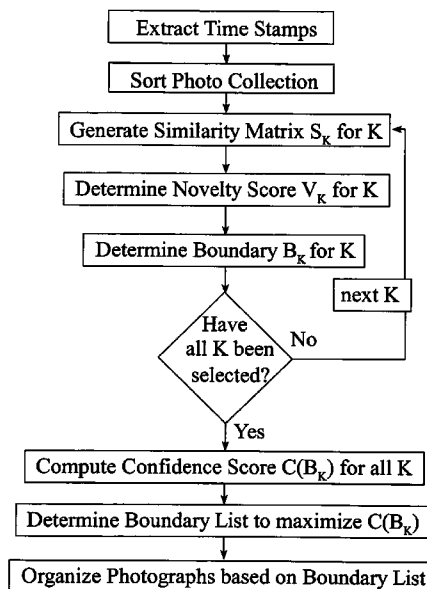 Extract Time Stamps
Sort Photo Collection
Generate Similarity Matrix S_K for K
Determine Novelty Score V_K for K
Determine Boundary B_K for K
next K
Have
all K been
selected?
No
Yes
Compute Confidence Score C(B_K) for all K
Determine Boundary List to maximize C(B_K)
Organize Photographs based on Boundary List